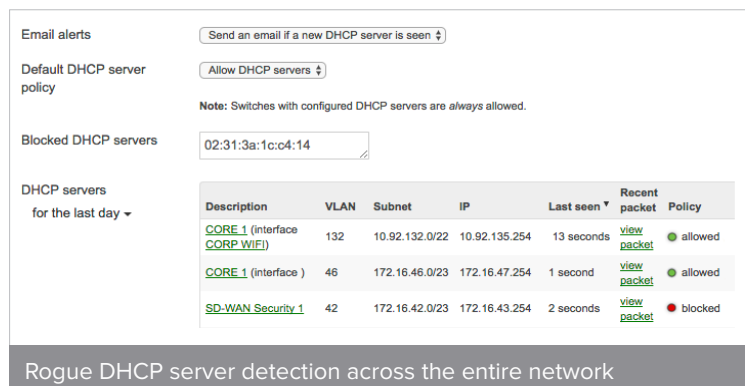 Email alerts
Send an email if a new DHCP server is seen
Default DHCP server
policy
Allow DHCP servers
Note: Switches with configured DHCP servers are always allowed.
Blocked DHCP servers
02:31:3a:1c:c4:14
DHCP servers
for the last day
Description VLAN Subnet IP Last seen Recent packet Policy
CORE 1 (interface CORP WIFI) 132 10.92.132.0/22 10.92.135.254 13 seconds view packet allowed
CORE 1 (interface ) 46 172.16.46.0/23 172.16.47.254 1 second view packet allowed
SD-WAN Security 1 42 172.16.42.0/23 172.16.43.254 2 seconds view packet blocked
Rogue DHCP server detection across the entire network